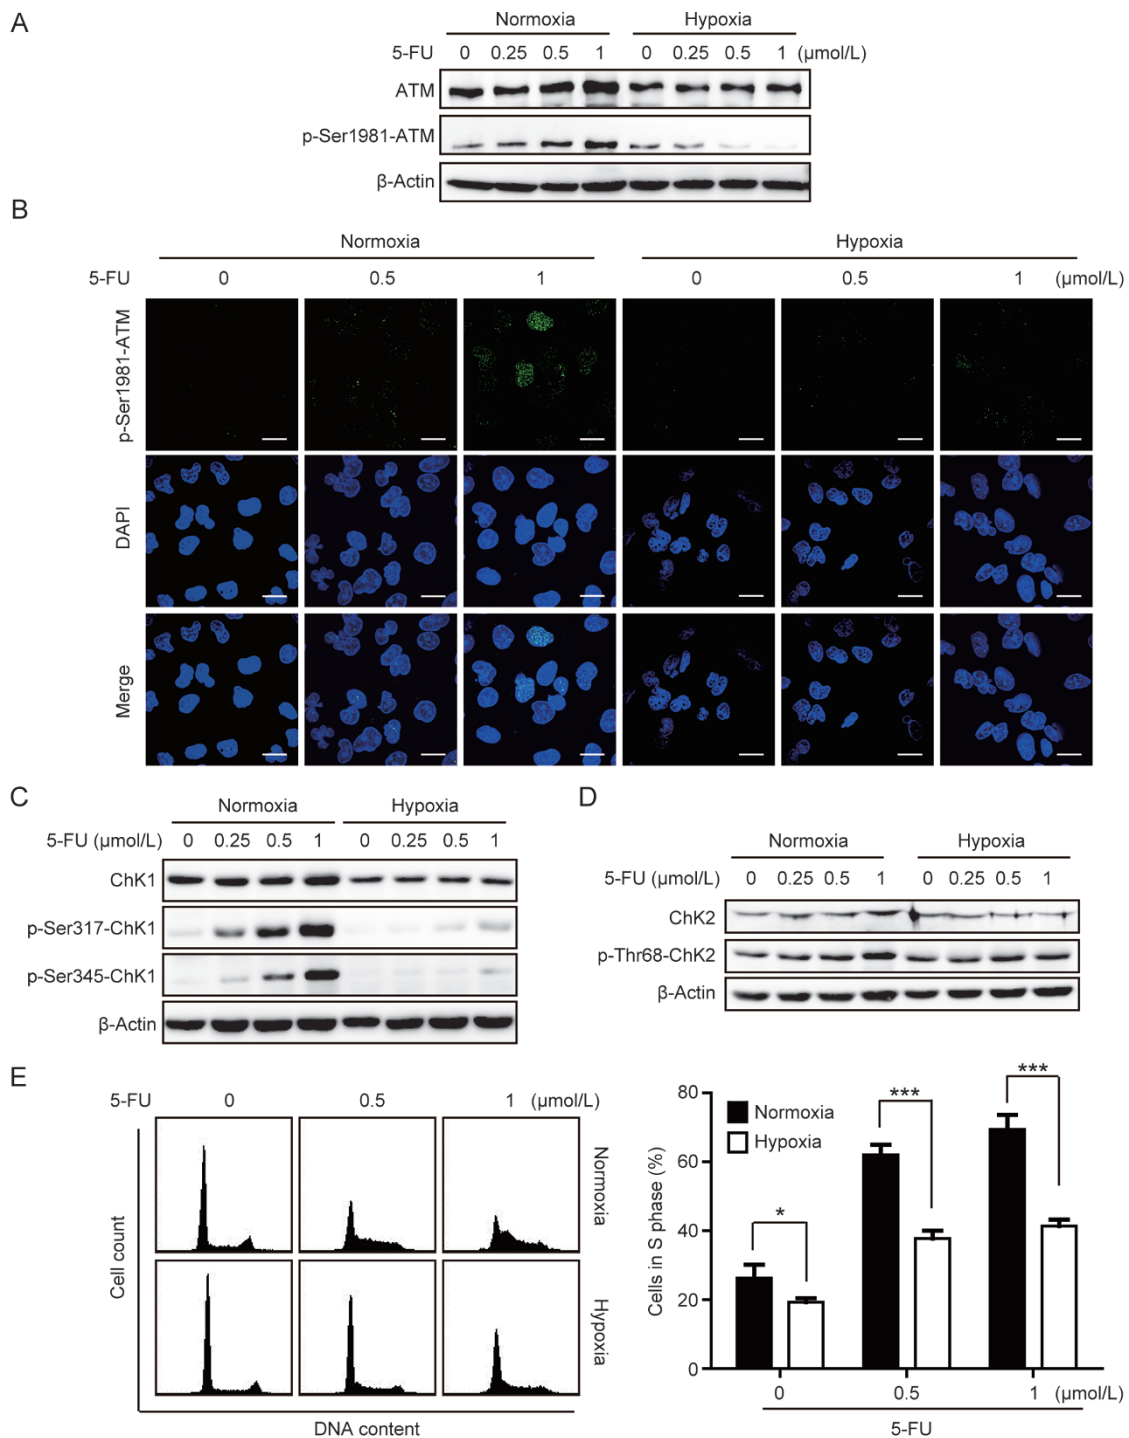 A
Normoxia Hypoxia
5-FU 0 0.25 0.5 1 0 0.25 0.5 1 (μmol/L)
ATM
p-Ser1981-ATM
β-Actin
B
Normoxia Hypoxia
5-FU 0 0.5 1 0 0.5 1 (μmol/L)
p-Ser1981-ATM
DAPI
Merge
C
Normoxia Hypoxia
5-FU (μmol/L) 0 0.25 0.5 1 0 0.25 0.5 1
ChK1
p-Ser317-ChK1
p-Ser345-ChK1
β-Actin
D
Normoxia Hypoxia
5-FU (μmol/L) 0 0.25 0.5 1 0 0.25 0.5 1
ChK2
p-Thr68-ChK2
β-Actin
E
5-FU 0 0.5 1 (μmol/L)
Normoxia
Hypoxia
Cell count
DNA content
Normoxia
Hypoxia
* *** ***
Cells in S phase (%)
80
60
40
20
0
0 0.5 1 (μmol/L)
5-FU